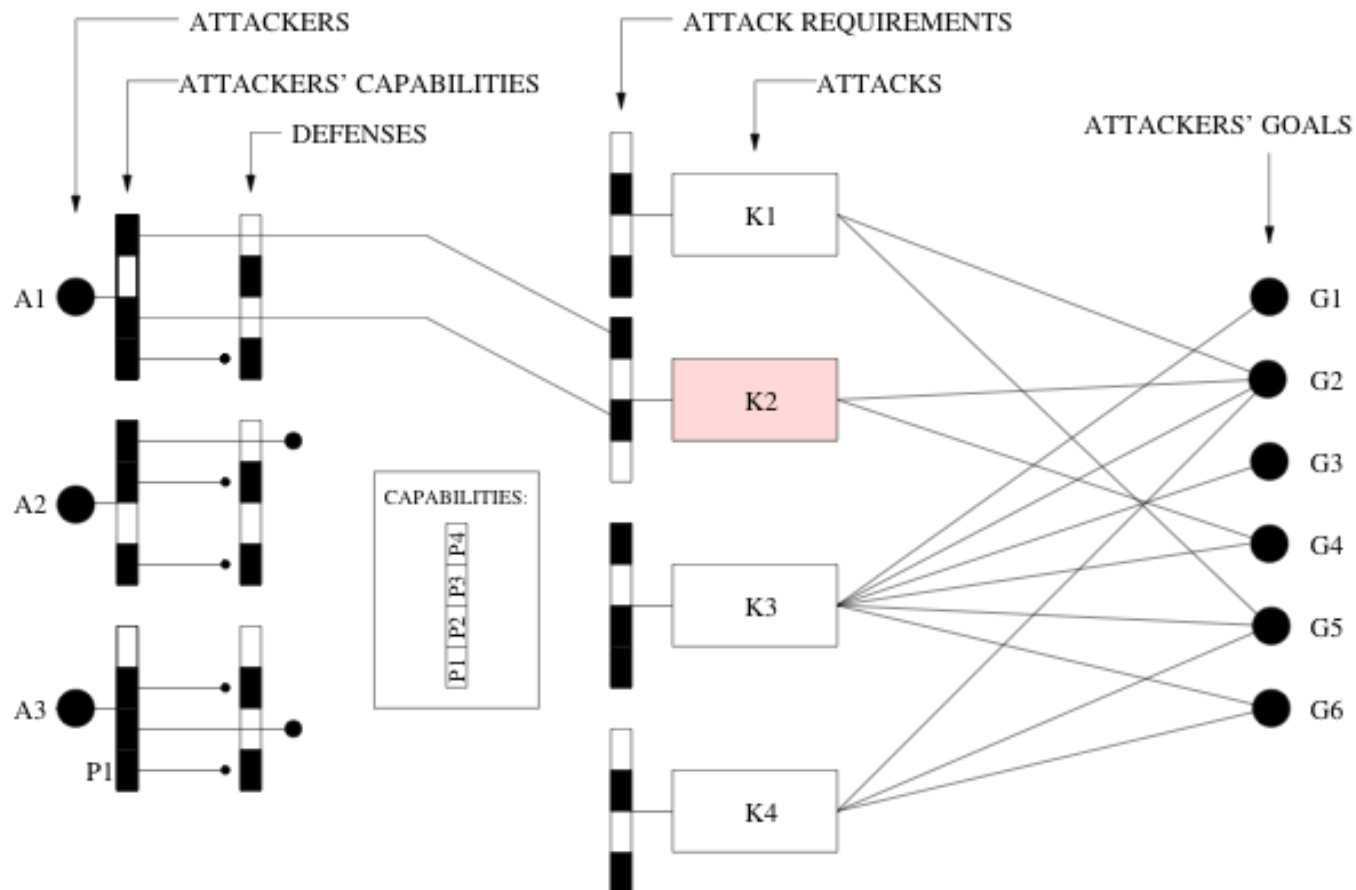 ATTACKERS
ATTACK REQUIREMENTS
ATTACKERS' CAPABILITIES
ATTACKS
DEFENSES
ATTACKERS' GOALS
K1
A1
G1
G2
K2
G3
CAPABILITIES:
A2
P4
P3
P2
P1
G4
K3
G5
A3
G6
P1
K4